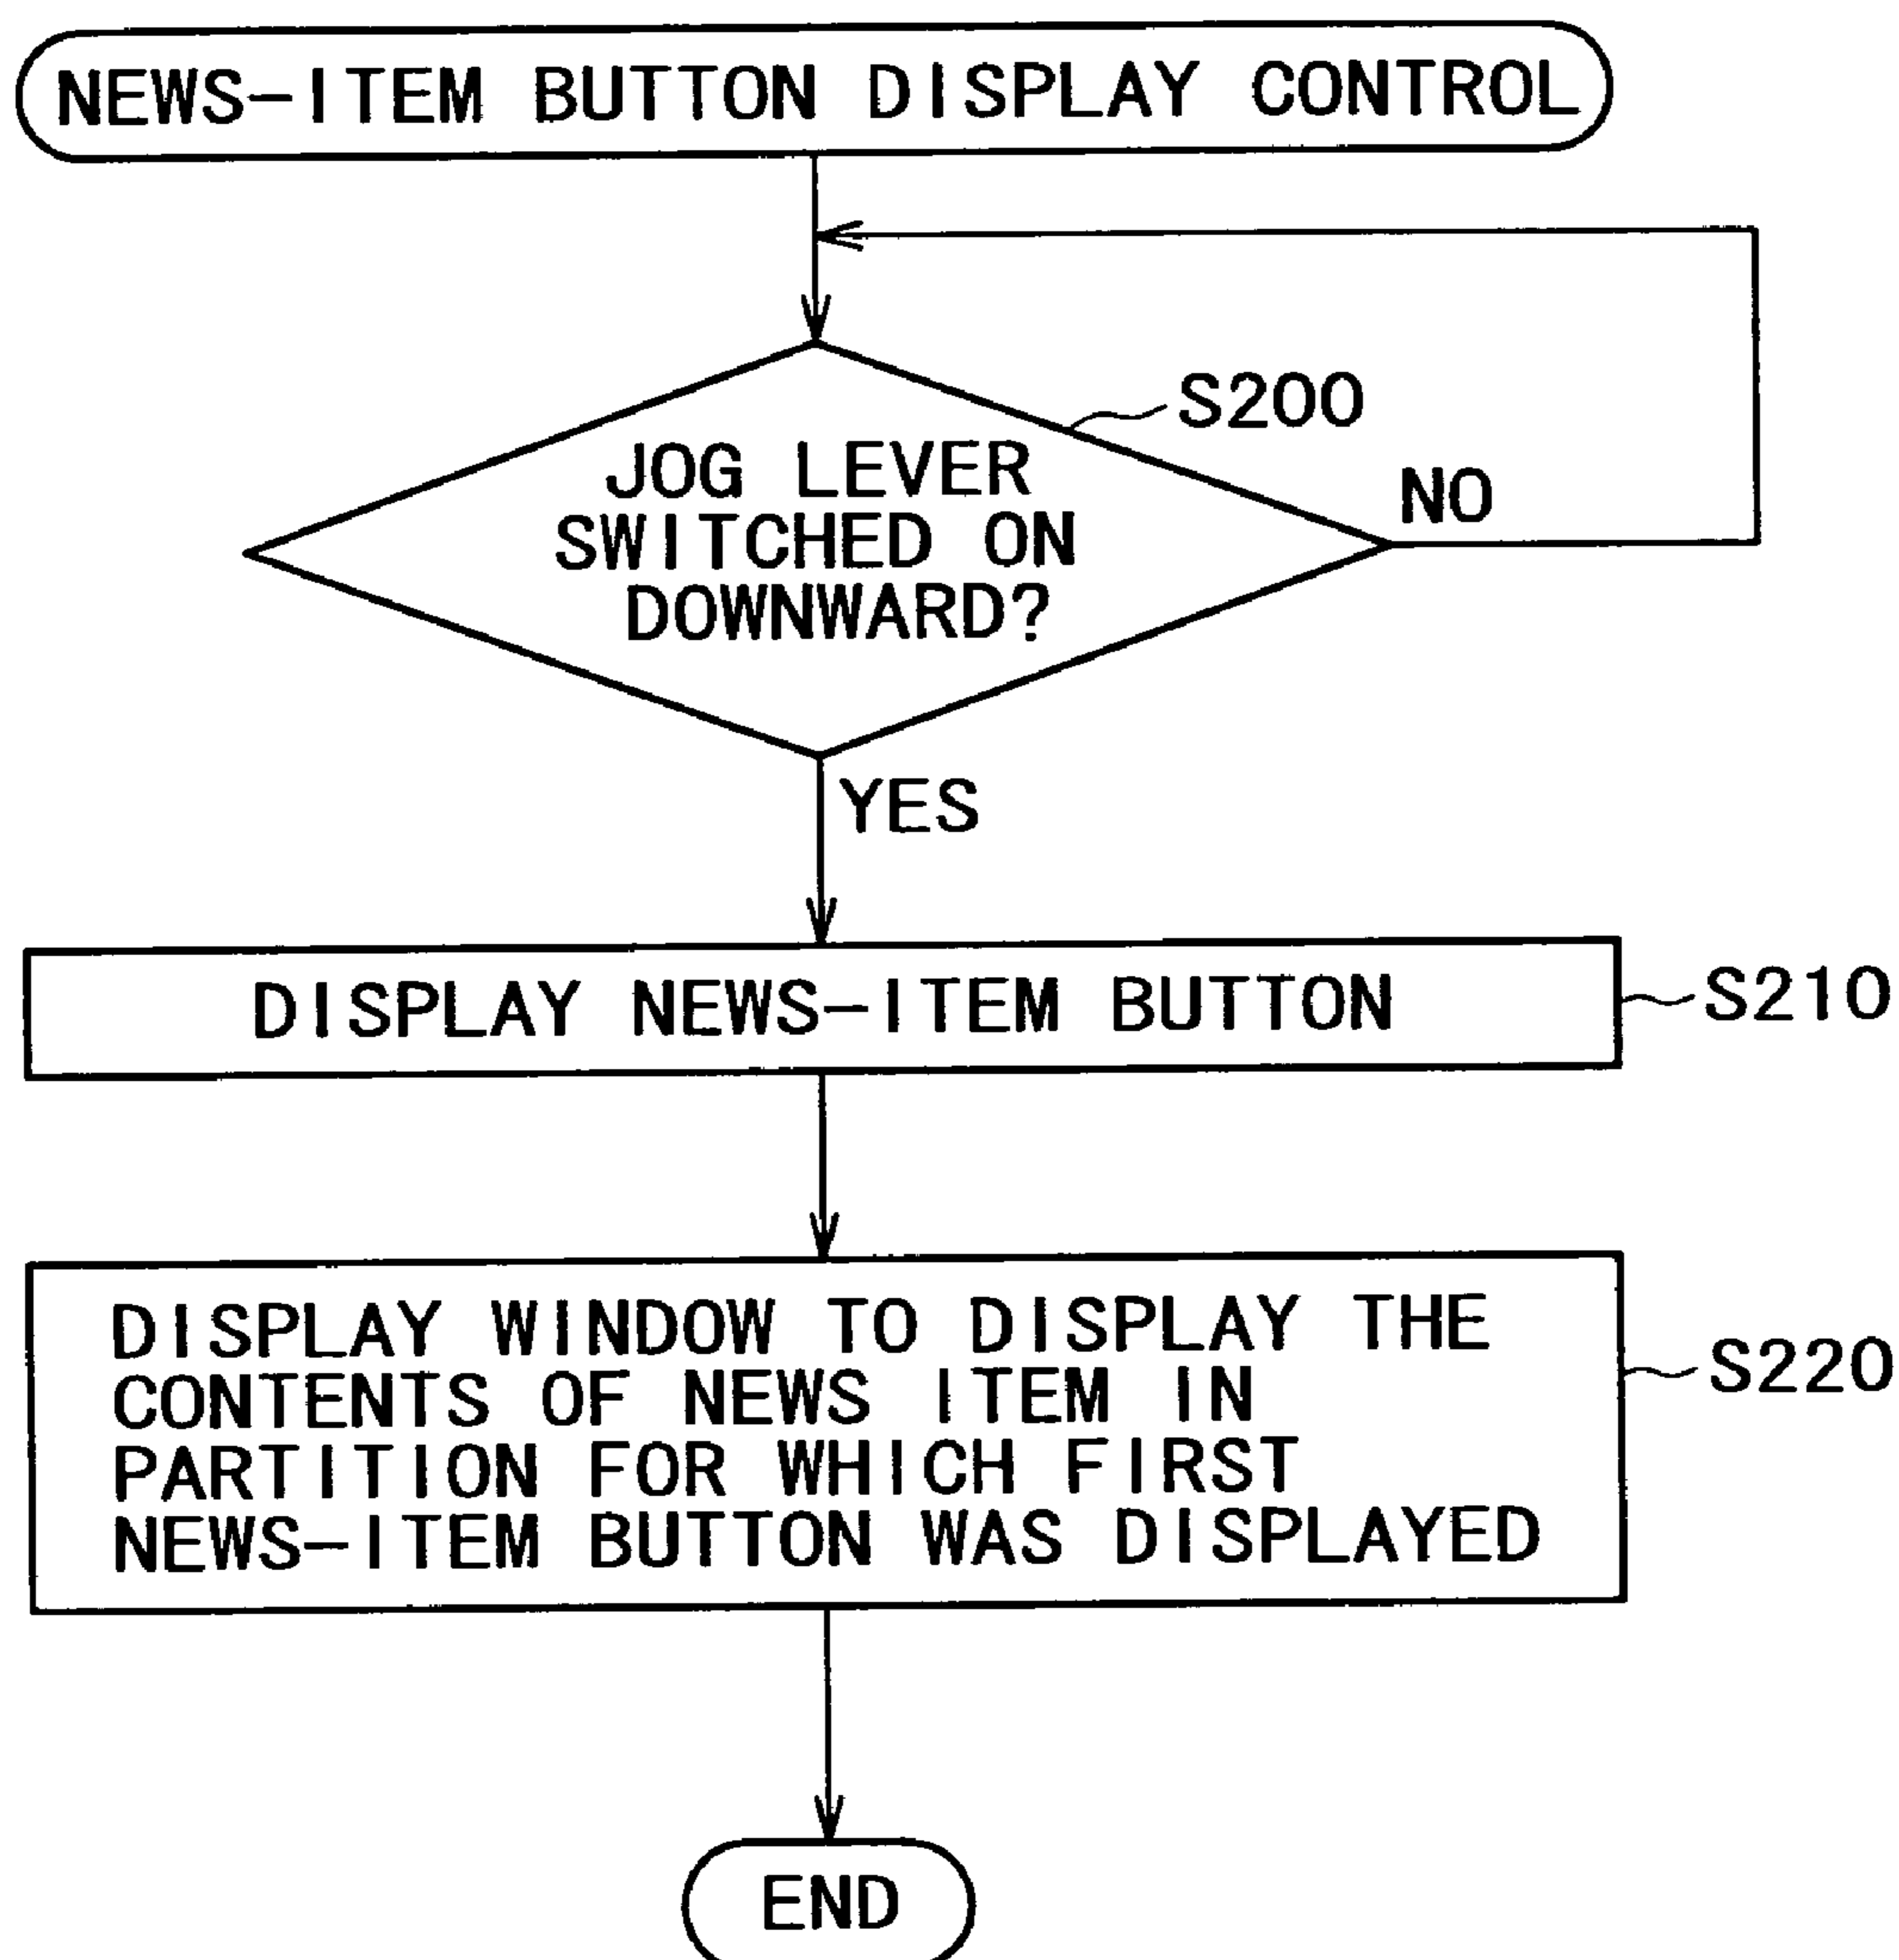 NEWS-ITEM BUTTON DISPLAY CONTROL
S200
JOG LEVER
SWITCHED ON
DOWNWARD?
NO
YES
DISPLAY NEWS-ITEM BUTTON
S210
DISPLAY WINDOW TO DISPLAY THE
CONTENTS OF NEWS ITEM IN
PARTITION FOR WHICH FIRST
NEWS-ITEM BUTTON WAS DISPLAYED
S220
END